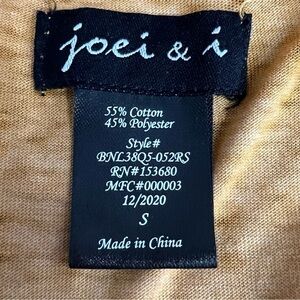 joei & i
55% Cotton
45% Polyester
Style#
BNL38Q5-052RS
RN#153680
MFC#000003
12/2020
S
Made in China